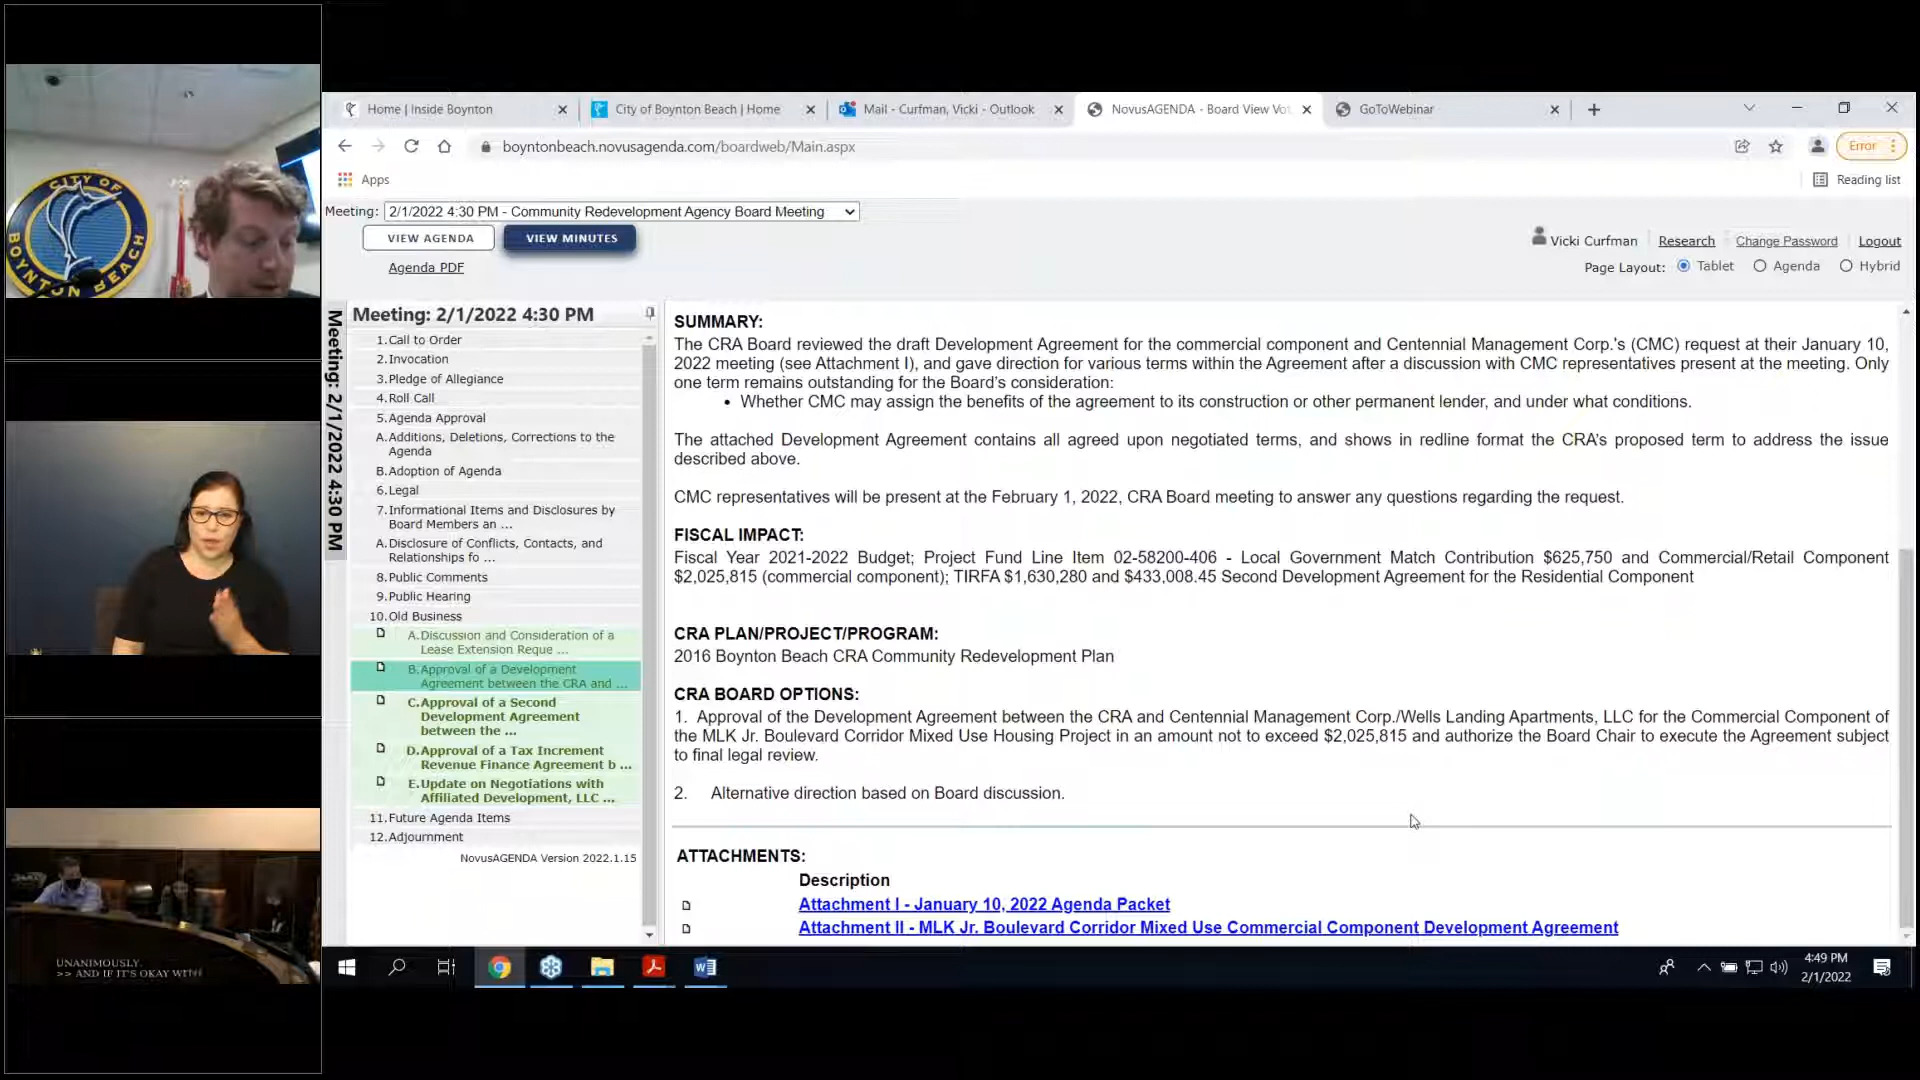 CITY OF
BOYNTON BEACH
UNANIMOUSLY.
>> AND IF IT'S OKAY WITH
Home | Inside Boynton
City of Boynton Beach | Home
Mail - Curfman, Vicki - Outlook
NovusAGENDA - Board View Vot
GoToWebinar
boyntonbeach.novusagenda.com/boardweb/Main.aspx
Error
Apps
Reading list
Meeting: 2/1/2022 4:30 PM - Community Redevelopment Agency Board Meeting
VIEW AGENDA
VIEW MINUTES
Agenda PDF
Vicki Curfman Research Change Password Logout
Page Layout: Tablet Agenda Hybrid
Meeting: 2/1/2022 4:30 PM
Meeting: 2/1/2022 4:30 PM
1.Call to Order
2.Invocation
3.Pledge of Allegiance
4.Roll Call
5.Agenda Approval
A.Additions, Deletions, Corrections to the
Agenda
B.Adoption of Agenda
6.Legal
7.Informational Items and Disclosures by
Board Members an ...
A.Disclosure of Conflicts, Contacts, and
Relationships fo ...
8.Public Comments
9.Public Hearing
10.Old Business
A.Discussion and Consideration of a
Lease Extension Reque ...
B.Approval of a Development
Agreement between the CRA and ...
C.Approval of a Second
Development Agreement
between the ...
D.Approval of a Tax Increment
Revenue Finance Agreement b ...
E.Update on Negotiations with
Affiliated Development, LLC ...
11.Future Agenda Items
12.Adjournment
NovusAGENDA Version 2022.1.15
SUMMARY:
The CRA Board reviewed the draft Development Agreement for the commercial component and Centennial Management Corp.'s (CMC) request at their January 10,
2022 meeting (see Attachment I), and gave direction for various terms within the Agreement after a discussion with CMC representatives present at the meeting. Only
one term remains outstanding for the Board's consideration:
• Whether CMC may assign the benefits of the agreement to its construction or other permanent lender, and under what conditions.
The attached Development Agreement contains all agreed upon negotiated terms, and shows in redline format the CRA's proposed term to address the issue
described above.
CMC representatives will be present at the February 1, 2022, CRA Board meeting to answer any questions regarding the request.
FISCAL IMPACT:
Fiscal Year 2021-2022 Budget; Project Fund Line Item 02-58200-406 - Local Government Match Contribution $625,750 and Commercial/Retail Component
$2,025,815 (commercial component); TIRFA $1,630,280 and $433,008.45 Second Development Agreement for the Residential Component
CRA PLAN/PROJECT/PROGRAM:
2016 Boynton Beach CRA Community Redevelopment Plan
CRA BOARD OPTIONS:
1. Approval of the Development Agreement between the CRA and Centennial Management Corp./Wells Landing Apartments, LLC for the Commercial Component of
the MLK Jr. Boulevard Corridor Mixed Use Housing Project in an amount not to exceed $2,025,815 and authorize the Board Chair to execute the Agreement subject
to final legal review.
2. Alternative direction based on Board discussion.
ATTACHMENTS:
Description
Attachment I - January 10, 2022 Agenda Packet
Attachment II - MLK Jr. Boulevard Corridor Mixed Use Commercial Component Development Agreement
4:49 PM
2/1/2022